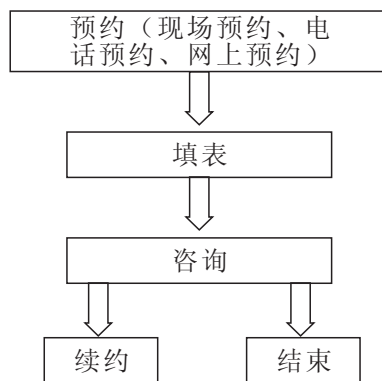 预约（现场预约、电
话预约、网上预约）
填表
咨询
续约
结束